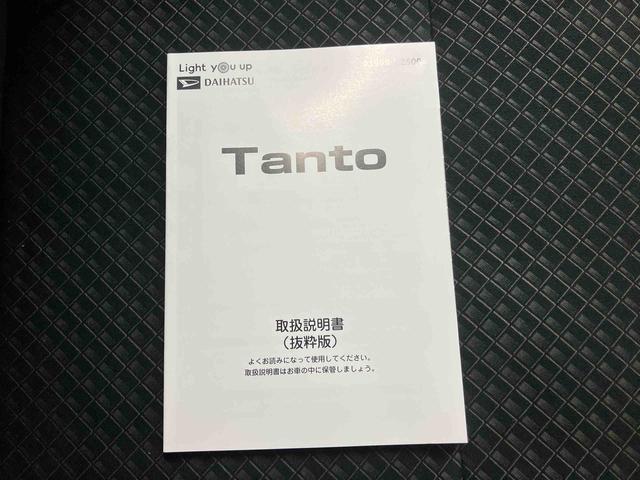 Light you up
DAIHATSU
Tanto
取扱説明書
（抜粋版）
よくお読みになって使用してください。
取扱説明書はお車の中に保管しましょう。